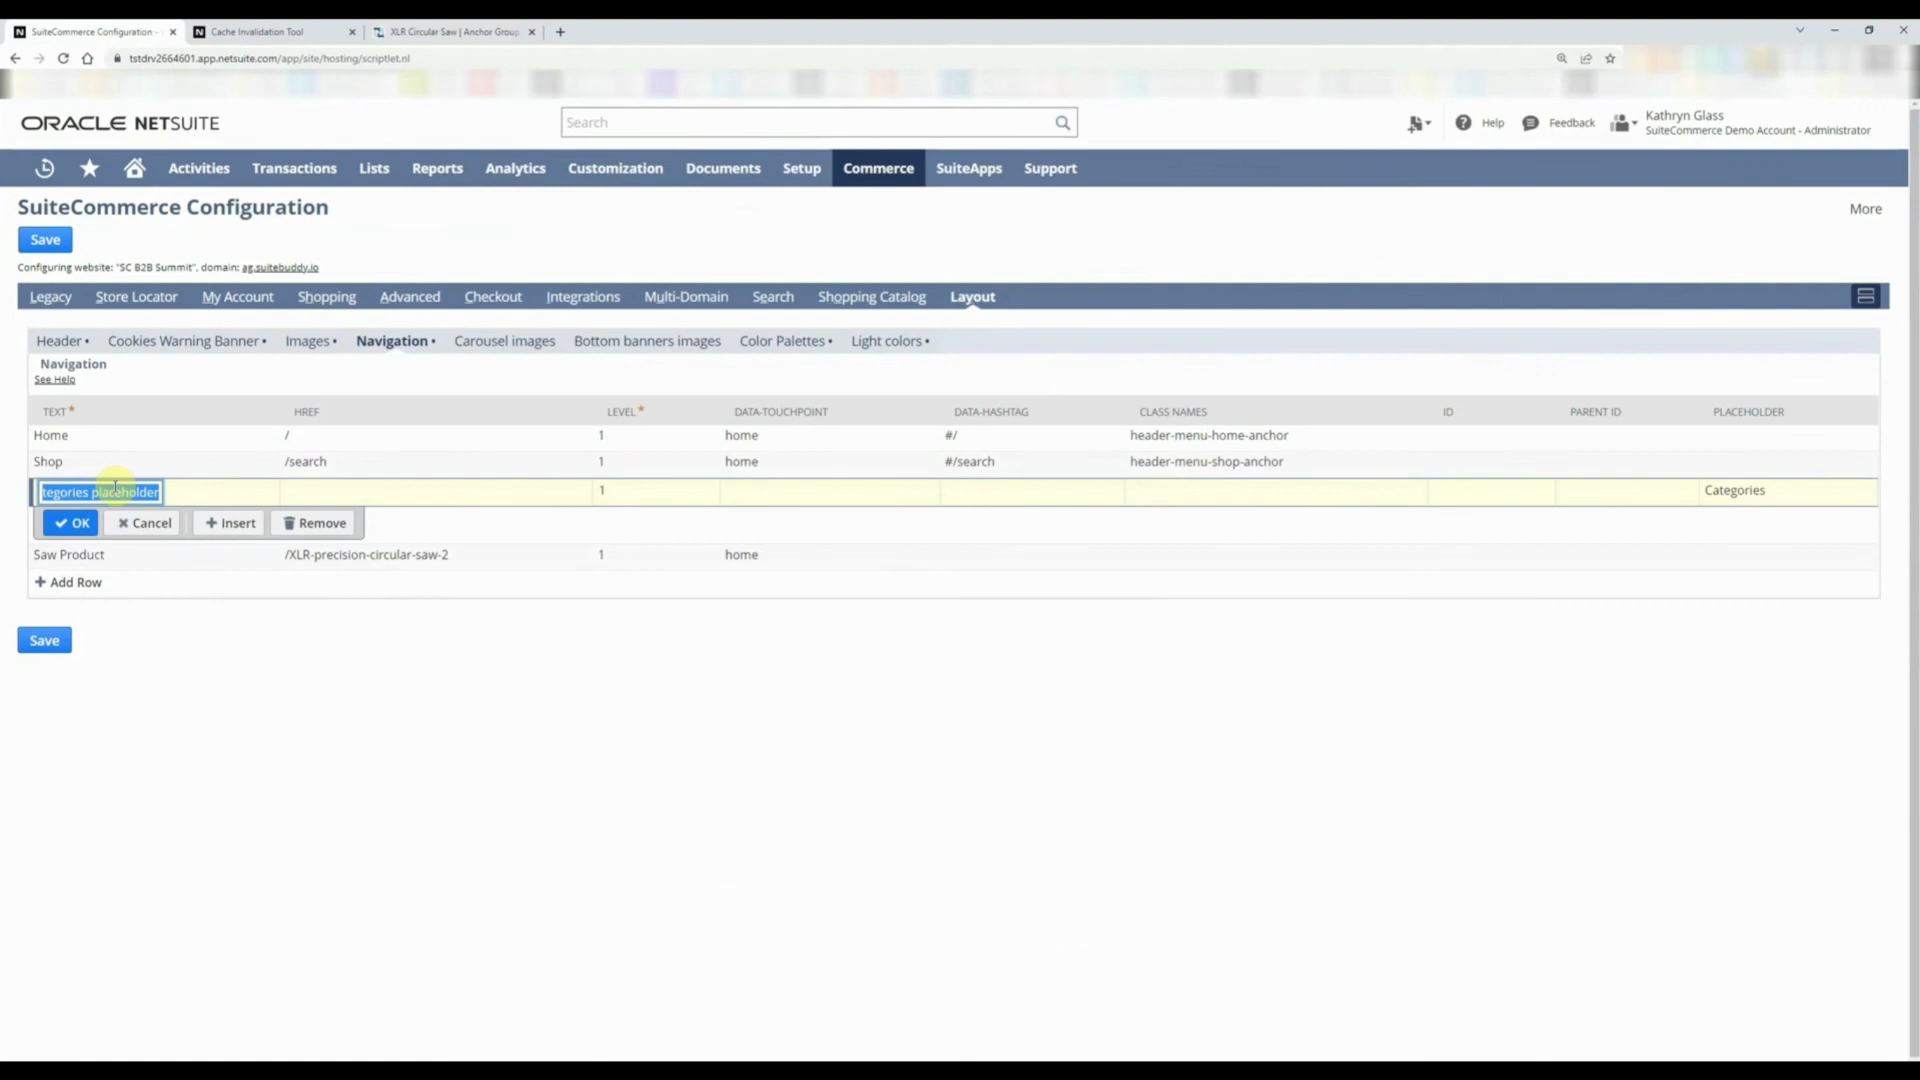 SuiteCommerce Configuration -
Cache Invalidation Tool
XLR Circular Saw | Anchor Group
tstdrv2664601.app.netsuite.com/app/site/hosting/scriptlet.nl
ORACLE NETSUITE
Search
Help
Feedback
Kathryn Glass
SuiteCommerce Demo Account - Administrator
Activities Transactions Lists Reports Analytics Customization Documents Setup Commerce SuiteApps Support
SuiteCommerce Configuration
More
Save
Configuring website: "SC B2B Summit", domain: ag.suitebuddy.io
Legacy Store Locator My Account Shopping Advanced Checkout Integrations Multi-Domain Search Shopping Catalog Layout
Header • Cookies Warning Banner • Images • Navigation • Carousel images Bottom banners images Color Palettes • Light colors •
Navigation
See Help
TEXT * HREF LEVEL * DATA-TOUCHPOINT DATA-HASHTAG CLASS NAMES ID PARENT ID PLACEHOLDER
Home / 1 home #/ header-menu-home-anchor
Shop /search 1 home #/search header-menu-shop-anchor
tegories placeholder 1 Categories
OK Cancel Insert Remove
Saw Product /XLR-precision-circular-saw-2 1 home
+ Add Row
Save